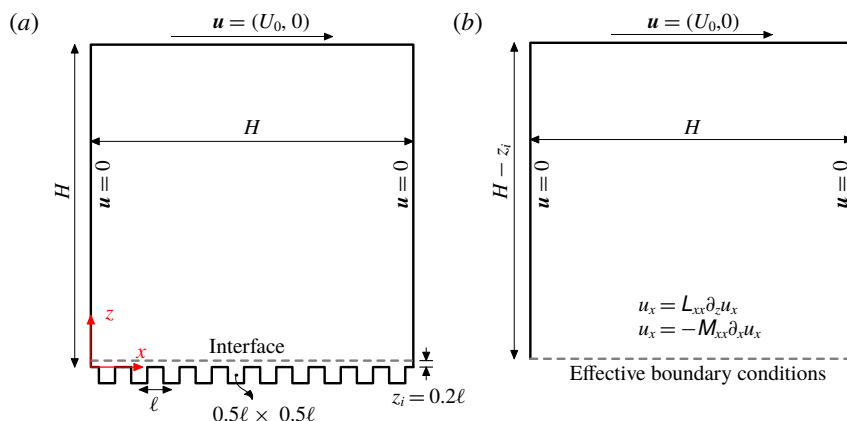 (a)
u = (U0, 0)
H
H
u = 0
u = 0
z
x
Interface
ℓ
0.5ℓ × 0.5ℓ
zi = 0.2ℓ
(b)
u = (U0,0)
H
H − zi
u = 0
u = 0
ux = Lxx∂zux
ux = −Mxx∂xux
Effective boundary conditions